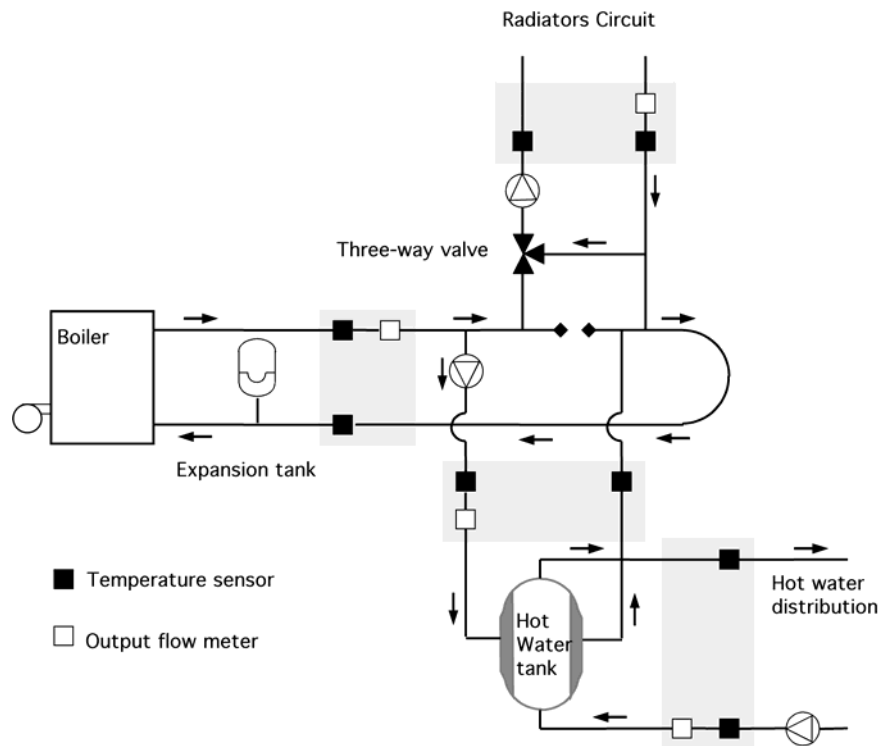 Radiators Circuit
Three-way valve
Boiler
Expansion tank
Temperature sensor
Output flow meter
Hot
Water
tank
Hot water
distribution